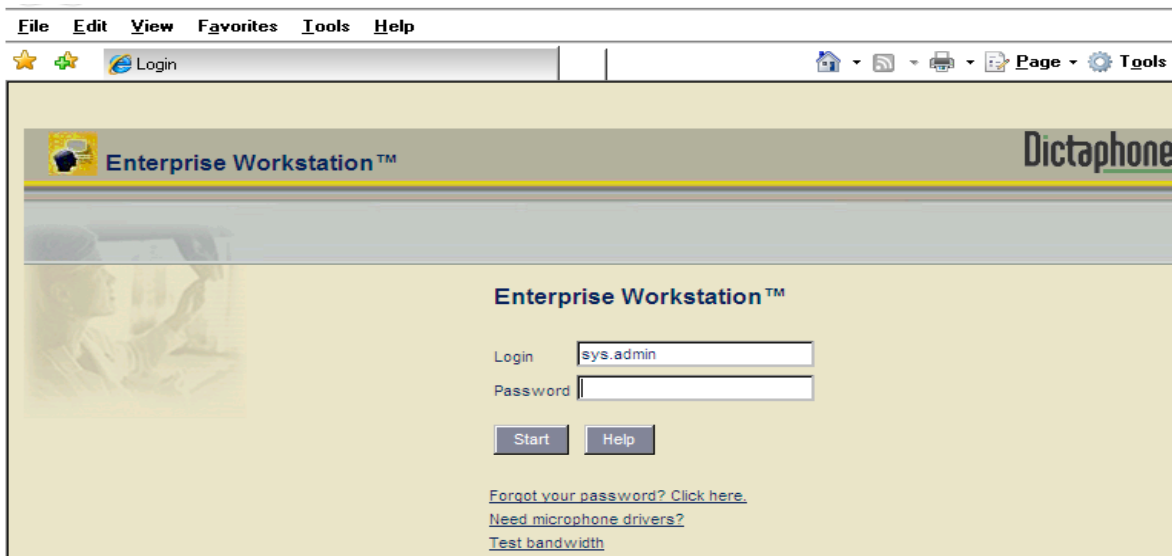 File Edit View Favorites Tools Help
Login
Page Tools
Enterprise Workstation™
Dictaphone
Enterprise Workstation™
Login sys.admin
Password
Start Help
Forgot your password? Click here.
Need microphone drivers?
Test bandwidth